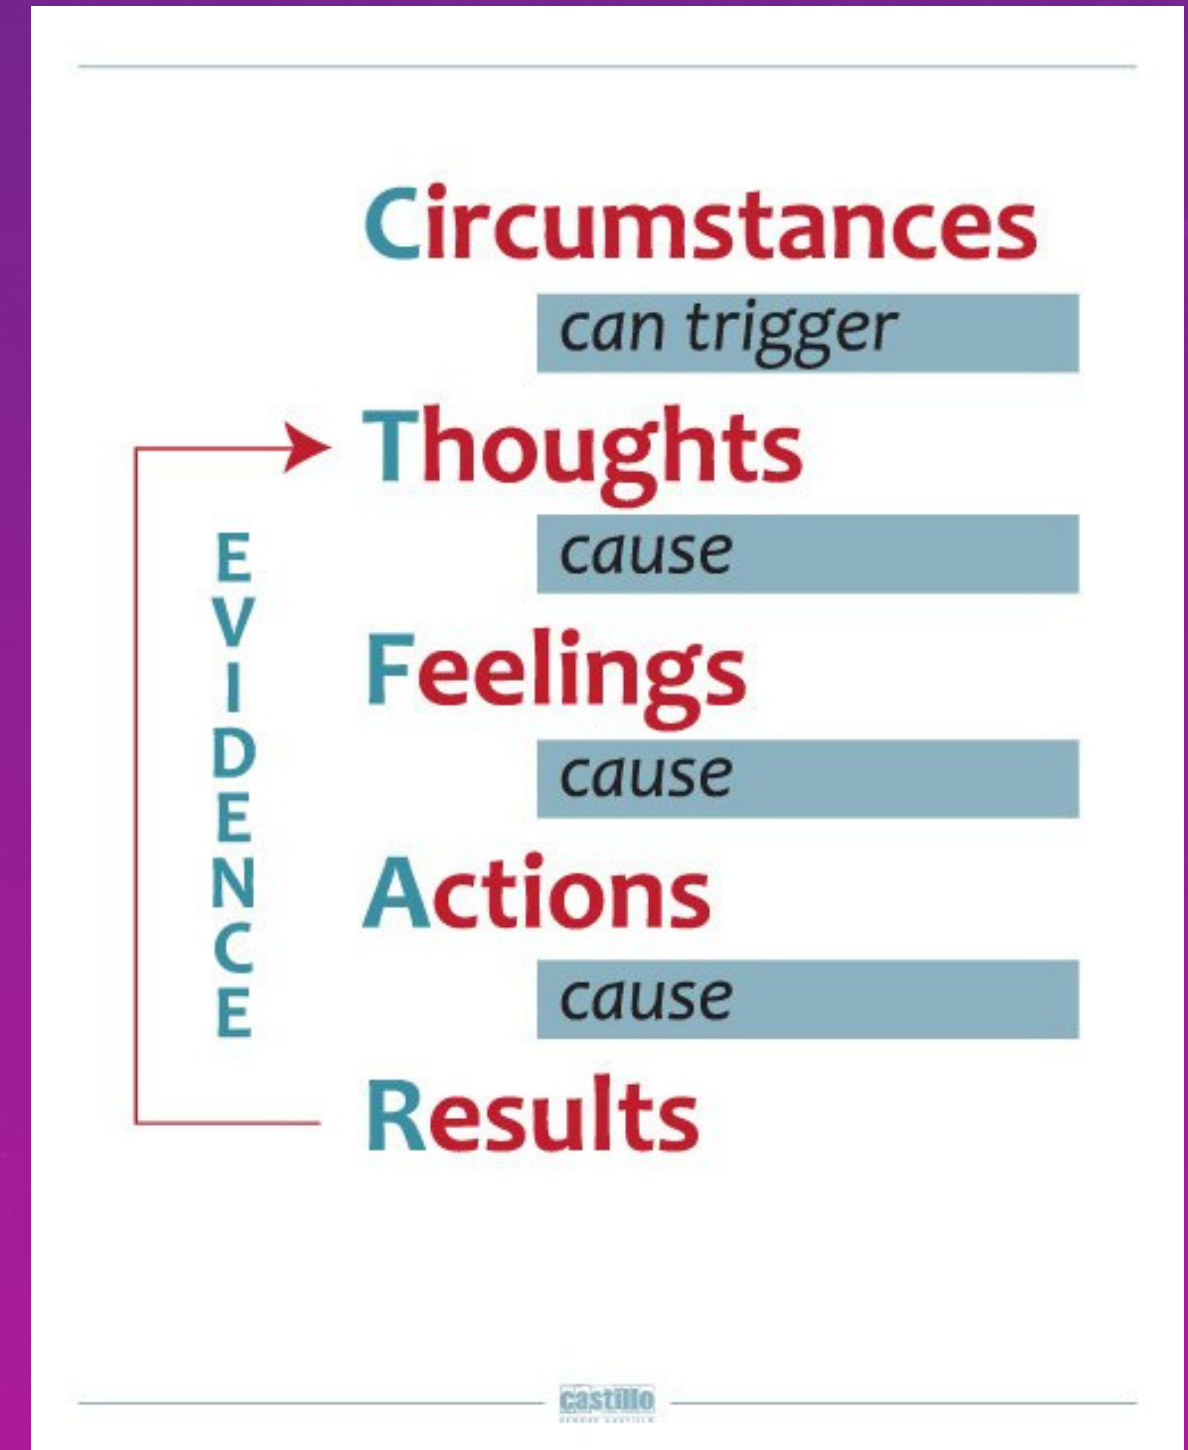 Circumstances
can trigger
Thoughts
cause
Feelings
cause
Actions
cause
Results
EVIDENCE
castillo